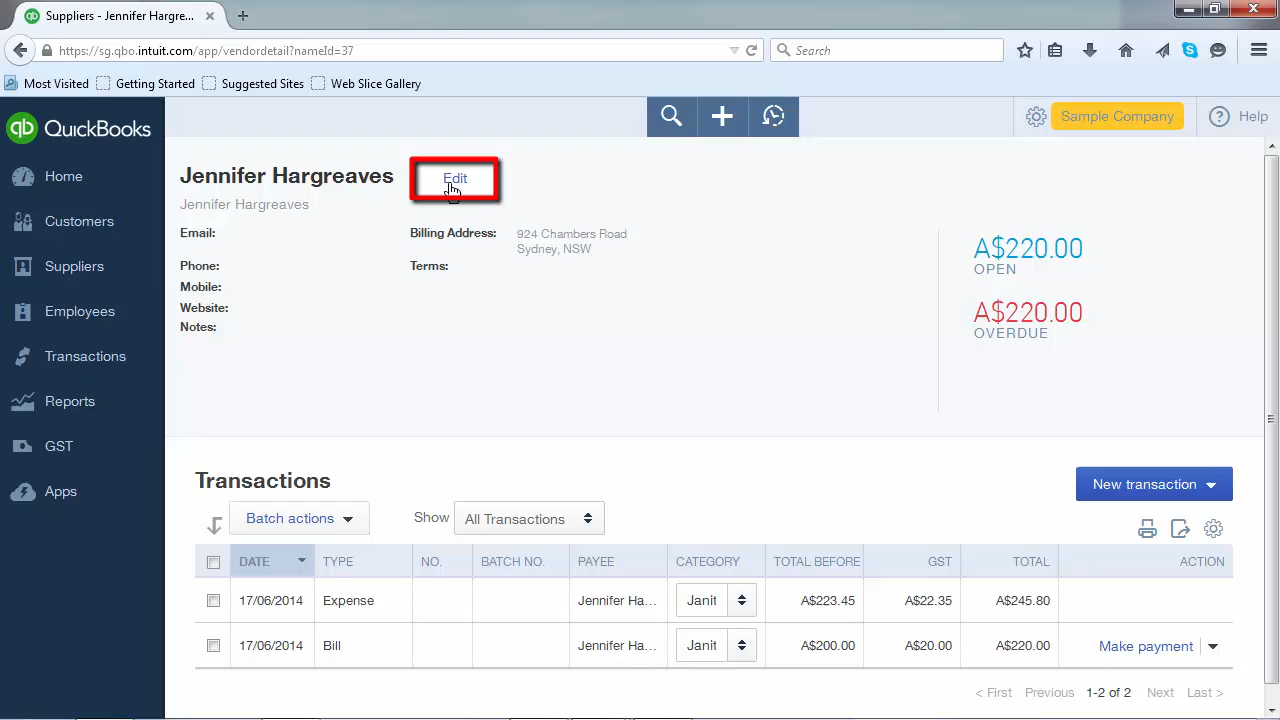 Suppliers - Jennifer Hargre...
https://sg.qbo.intuit.com/app/vendordetail?nameId=37
Search
Most Visited Getting Started Suggested Sites Web Slice Gallery
qb QuickBooks
Sample Company
Help
Home
Customers
Suppliers
Employees
Transactions
Reports
GST
Apps
Jennifer Hargreaves Edit
Jennifer Hargreaves
Email:
Billing Address: 924 Chambers Road
Sydney, NSW
Phone:
Terms:
Mobile:
Website:
Notes:
A$220.00
OPEN
A$220.00
OVERDUE
Transactions
New transaction
Batch actions Show All Transactions
DATE TYPE NO. BATCH NO. PAYEE CATEGORY TOTAL BEFORE GST TOTAL ACTION
17/06/2014 Expense Jennifer Ha... Janit A$223.45 A$22.35 A$245.80
17/06/2014 Bill Jennifer Ha... Janit A$200.00 A$20.00 A$220.00 Make payment
< First Previous 1-2 of 2 Next Last >